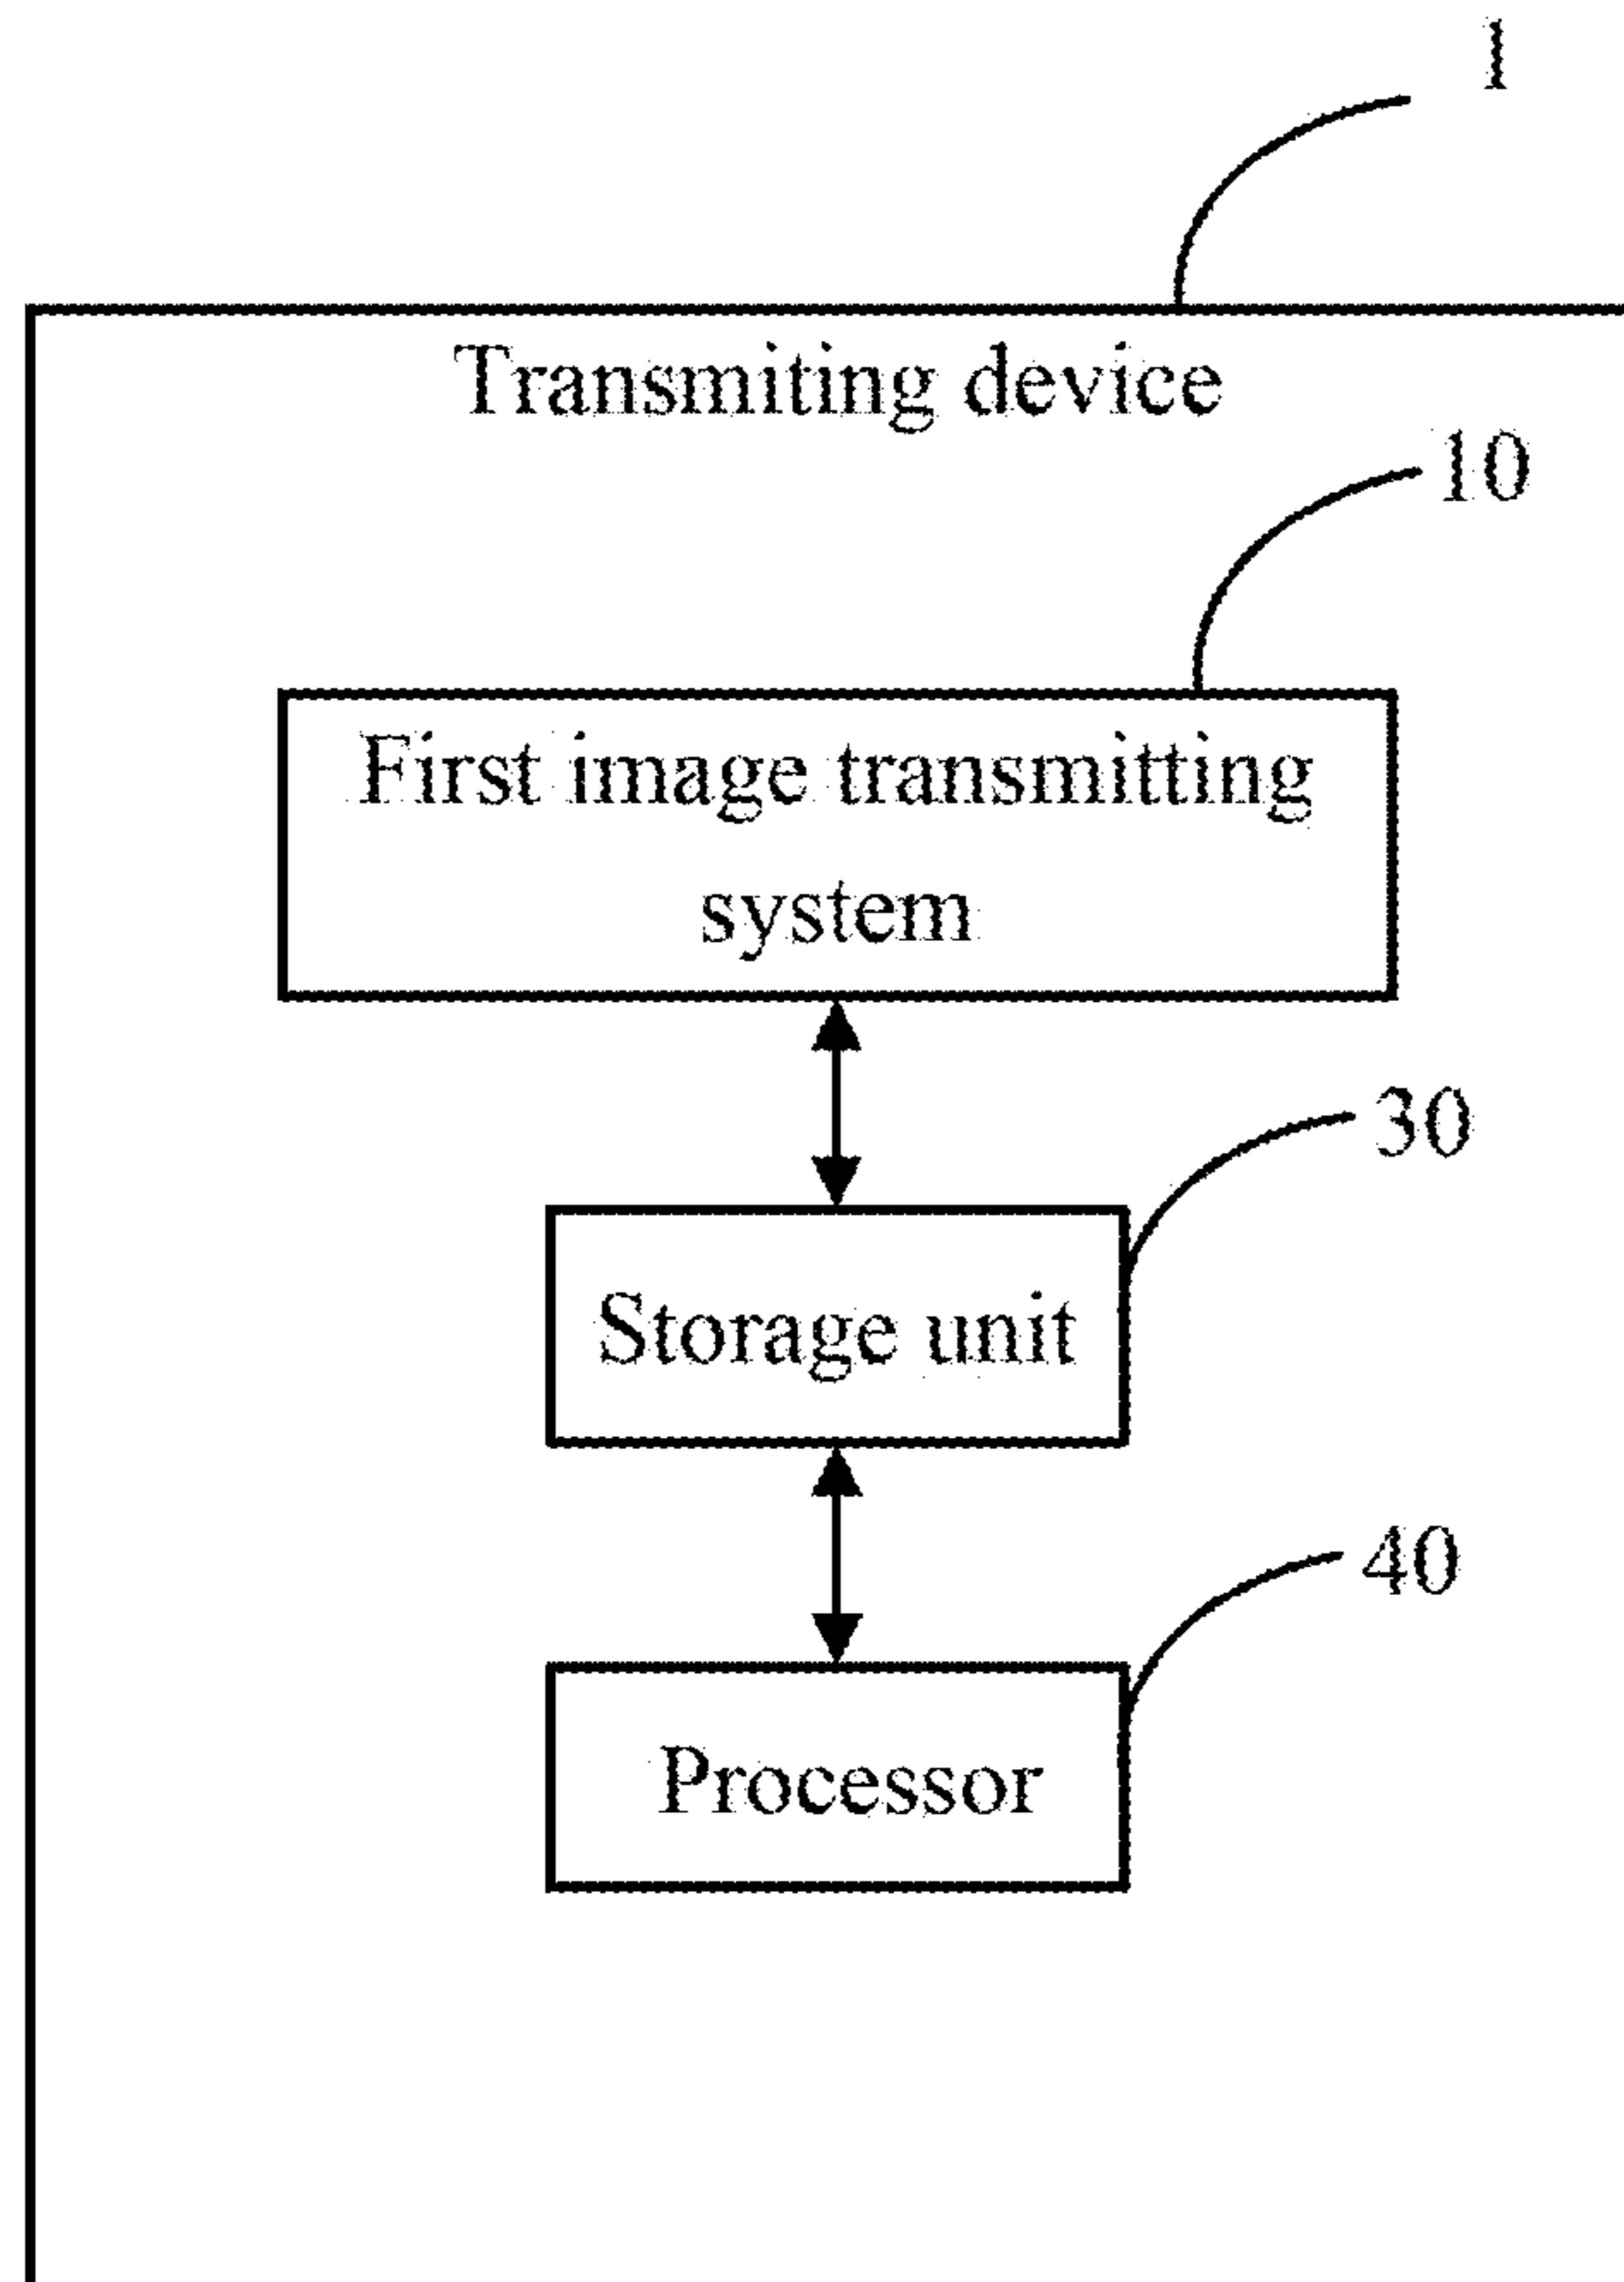 1
Transmiting device
10
First image transmitting
system
30
Storage unit
40
Processor